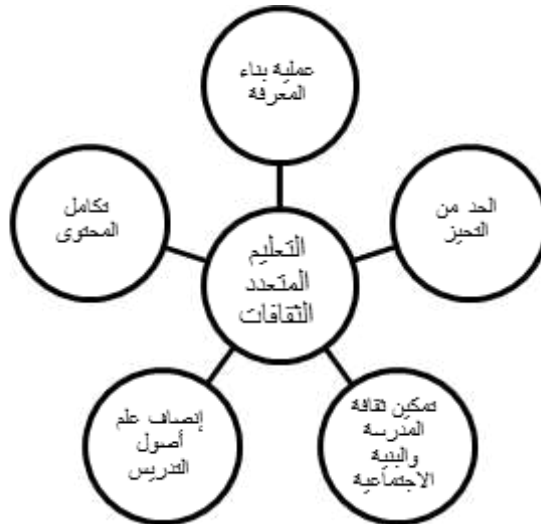 عملية بناء
المعرفة
الحد من
التحيز
تكامل
المحتوى
التعليم
المتعدد
الثقافات
تمكين ثقافة
المدرسة
والبنية
الاجتماعية
إنصاف علم
أصول
التدريس